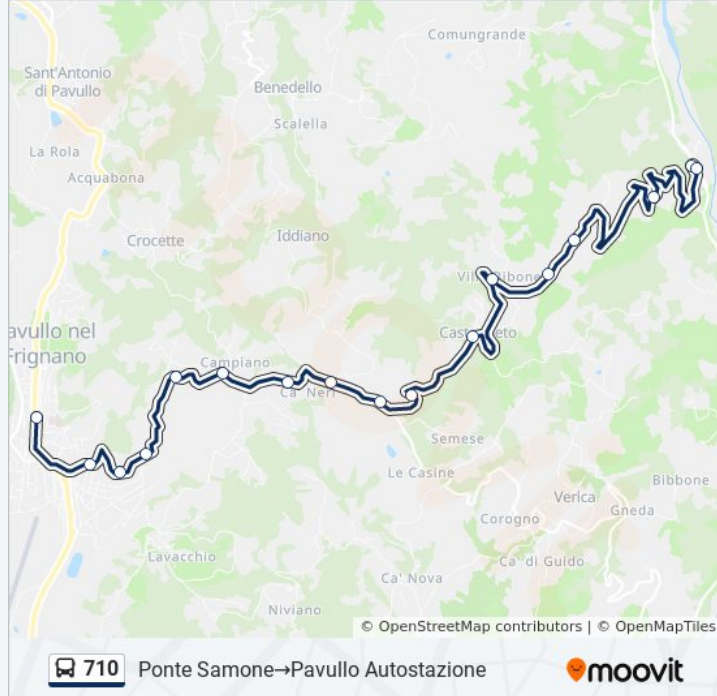 Comungrande
Sant'Antonio
di Pavullo
Benedello
Scalella
La Rola
Acquabona
Crocette
Iddiano
avullo nel
Frignano
Campiano
Ca' Neri
Semese
Le Casine
Verica
Bibbone
Gneda
Corogno
Ca' di Guido
Lavacchio
Ca' Nova
Niviano
© OpenStreetMap contributors | © OpenMapTiles
710 Ponte Samone→Pavullo Autostazione
moovit